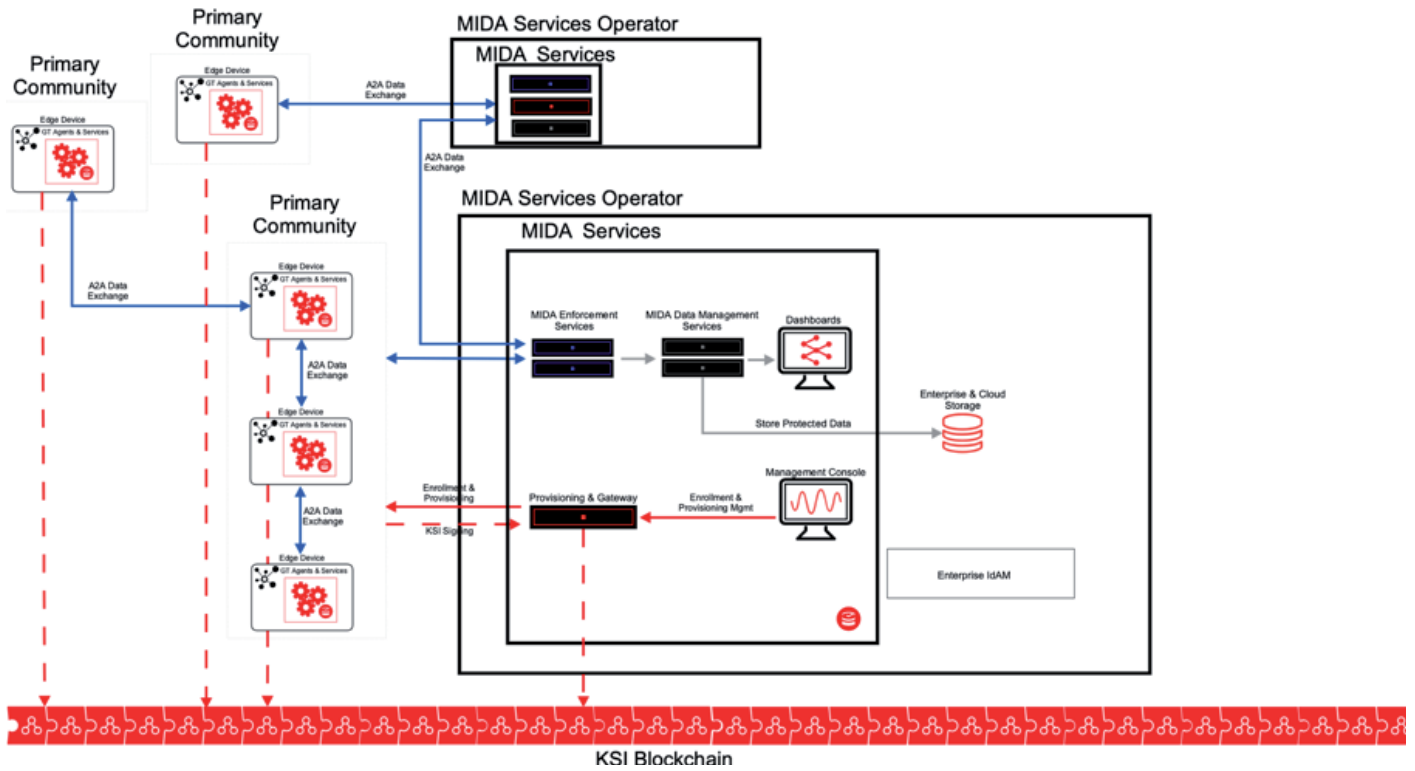 Primary
Community
Edge Device
GT Agents & Services
Primary
Community
Edge Device
GT Agents & Services
A2A Data
Exchange
MIDA Services Operator
MIDA Services
A2A Data
Exchange
A2A Data
Exchange
Primary
Community
Edge Device
GT Agents & Services
A2A Data
Exchange
Edge Device
GT Agents & Services
A2A Data
Exchange
Edge Device
GT Agents & Services
MIDA Services Operator
MIDA Services
MIDA Enforcement
Services
MIDA Data Management
Services
Dashboards
Enterprise & Cloud
Storage
Store Protected Data
Management Console
Enrollment &
Provisioning
KSI Signing
Provisioning & Gateway
Enrollment &
Provisioning Mgmt
Enterprise IdAM
KSI Blockchain